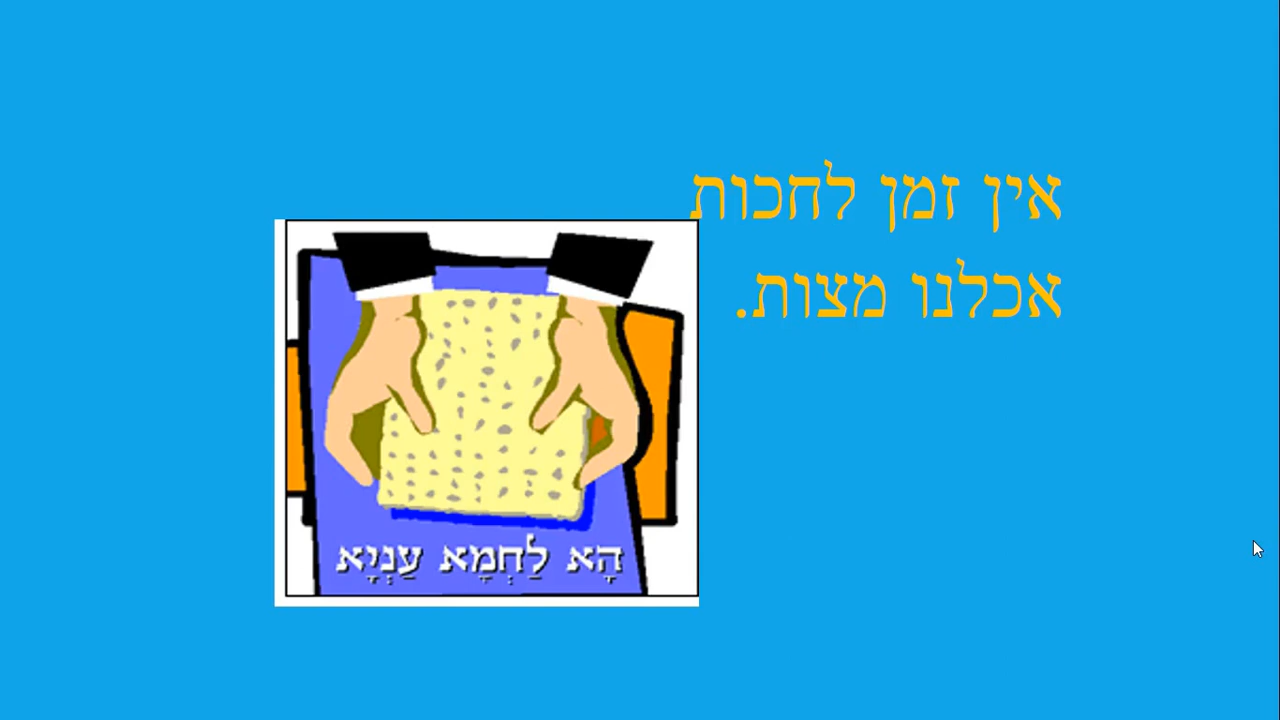 אין זמן לחכות
אכלנו מצות.
הָא לַחְמָא עַנְיָא